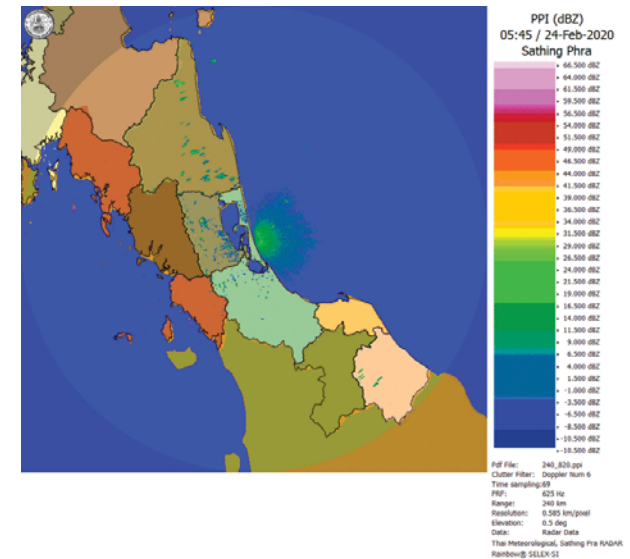 PPI (dBZ)
05:45 / 24-Feb-2020
Sathing Phra
66.500 dBZ
64.000 dBZ
61.500 dBZ
59.500 dBZ
56.500 dBZ
54.000 dBZ
51.500 dBZ
49.000 dBZ
46.500 dBZ
44.000 dBZ
41.500 dBZ
39.000 dBZ
36.500 dBZ
34.000 dBZ
31.500 dBZ
29.000 dBZ
26.500 dBZ
24.000 dBZ
21.500 dBZ
19.000 dBZ
16.500 dBZ
14.000 dBZ
11.500 dBZ
9.000 dBZ
6.500 dBZ
4.000 dBZ
1.500 dBZ
-1.000 dBZ
-3.500 dBZ
-6.500 dBZ
-8.500 dBZ
-10.500 dBZ
-10.500 dBZ
Pdf File: 240_820.ppi
Clutter Filter: Doppler Num 6
Time sampling:69
PRF: 625 Hz
Range: 240 km
Resolution: 0.585 km/pixel
Elevation: 0.5 deg
Data: Radar Data
Thai Meteorological, Sathing Pra RADAR
Rainbow® SELEX-SI